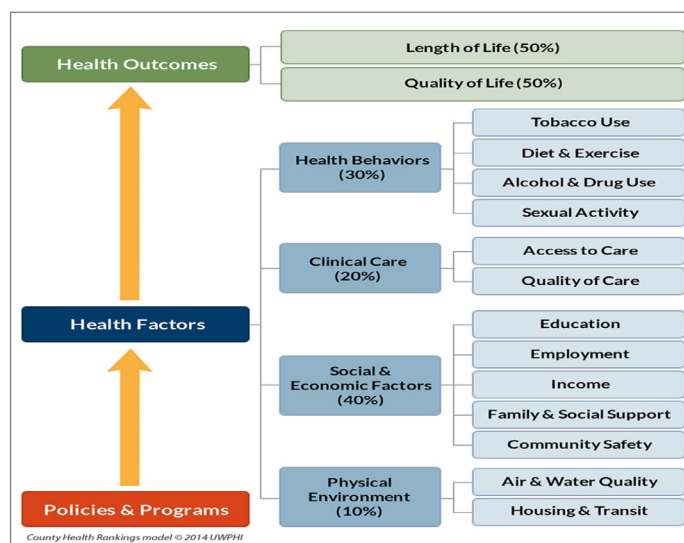 Health Outcomes
Length of Life (50%)
Quality of Life (50%)
Health Behaviors
(30%)
Tobacco Use
Diet & Exercise
Alcohol & Drug Use
Sexual Activity
Clinical Care
(20%)
Access to Care
Quality of Care
Health Factors
Social &
Economic Factors
(40%)
Education
Employment
Income
Family & Social Support
Community Safety
Physical
Environment
(10%)
Air & Water Quality
Housing & Transit
Policies & Programs
County Health Rankings model © 2014 UWPHI